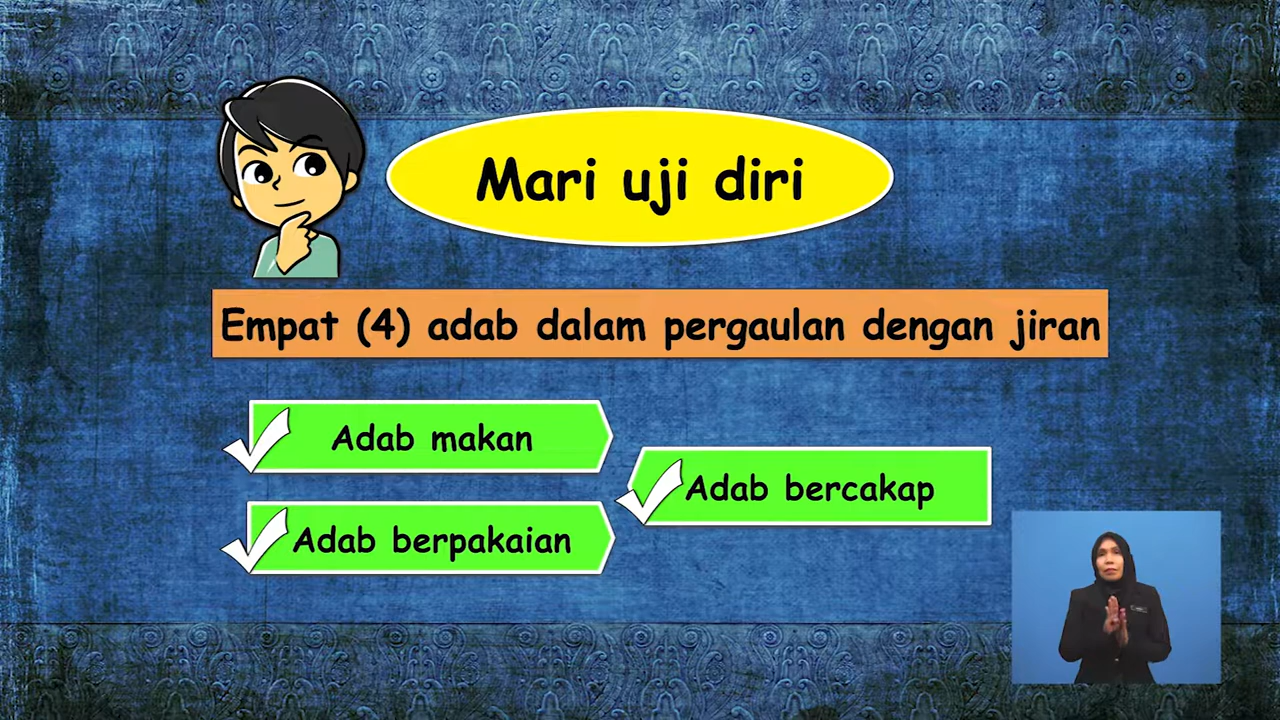 Mari uji diri
Empat (4) adab dalam pergaulan dengan jiran
Adab makan
Adab bercakap
Adab berpakaian